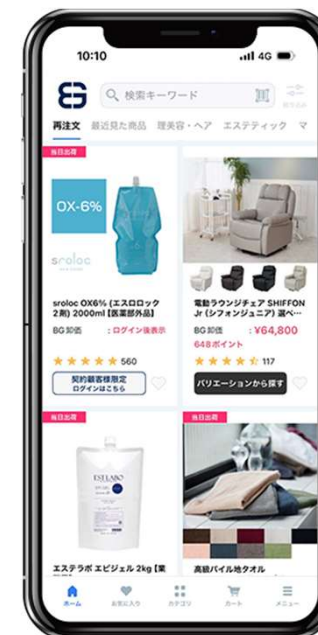 10:10
4G
検索キーワード
絞り込み
再注文 最近見た商品 理美容・ヘア エステティック マ
当日出荷
OX-6%
sroloc
sroloc OX6% (エスロロック
2剤) 2000ml【医薬部外品】
BG卸価 : ログイン後表示
560
契約顧客様限定
ログインはこちら
電動ラウンジチェア SHIFFON
Jr (シフォンジュニア) 選べ…
BG卸価 : ¥64,800
648ポイント
117
バリエーションから探す
当日出荷
ESTLABO
エステラボ エピジェル 2kg【業
当日出荷
高級パイル地タオル
ホーム お気に入り カテゴリ カート メニュー